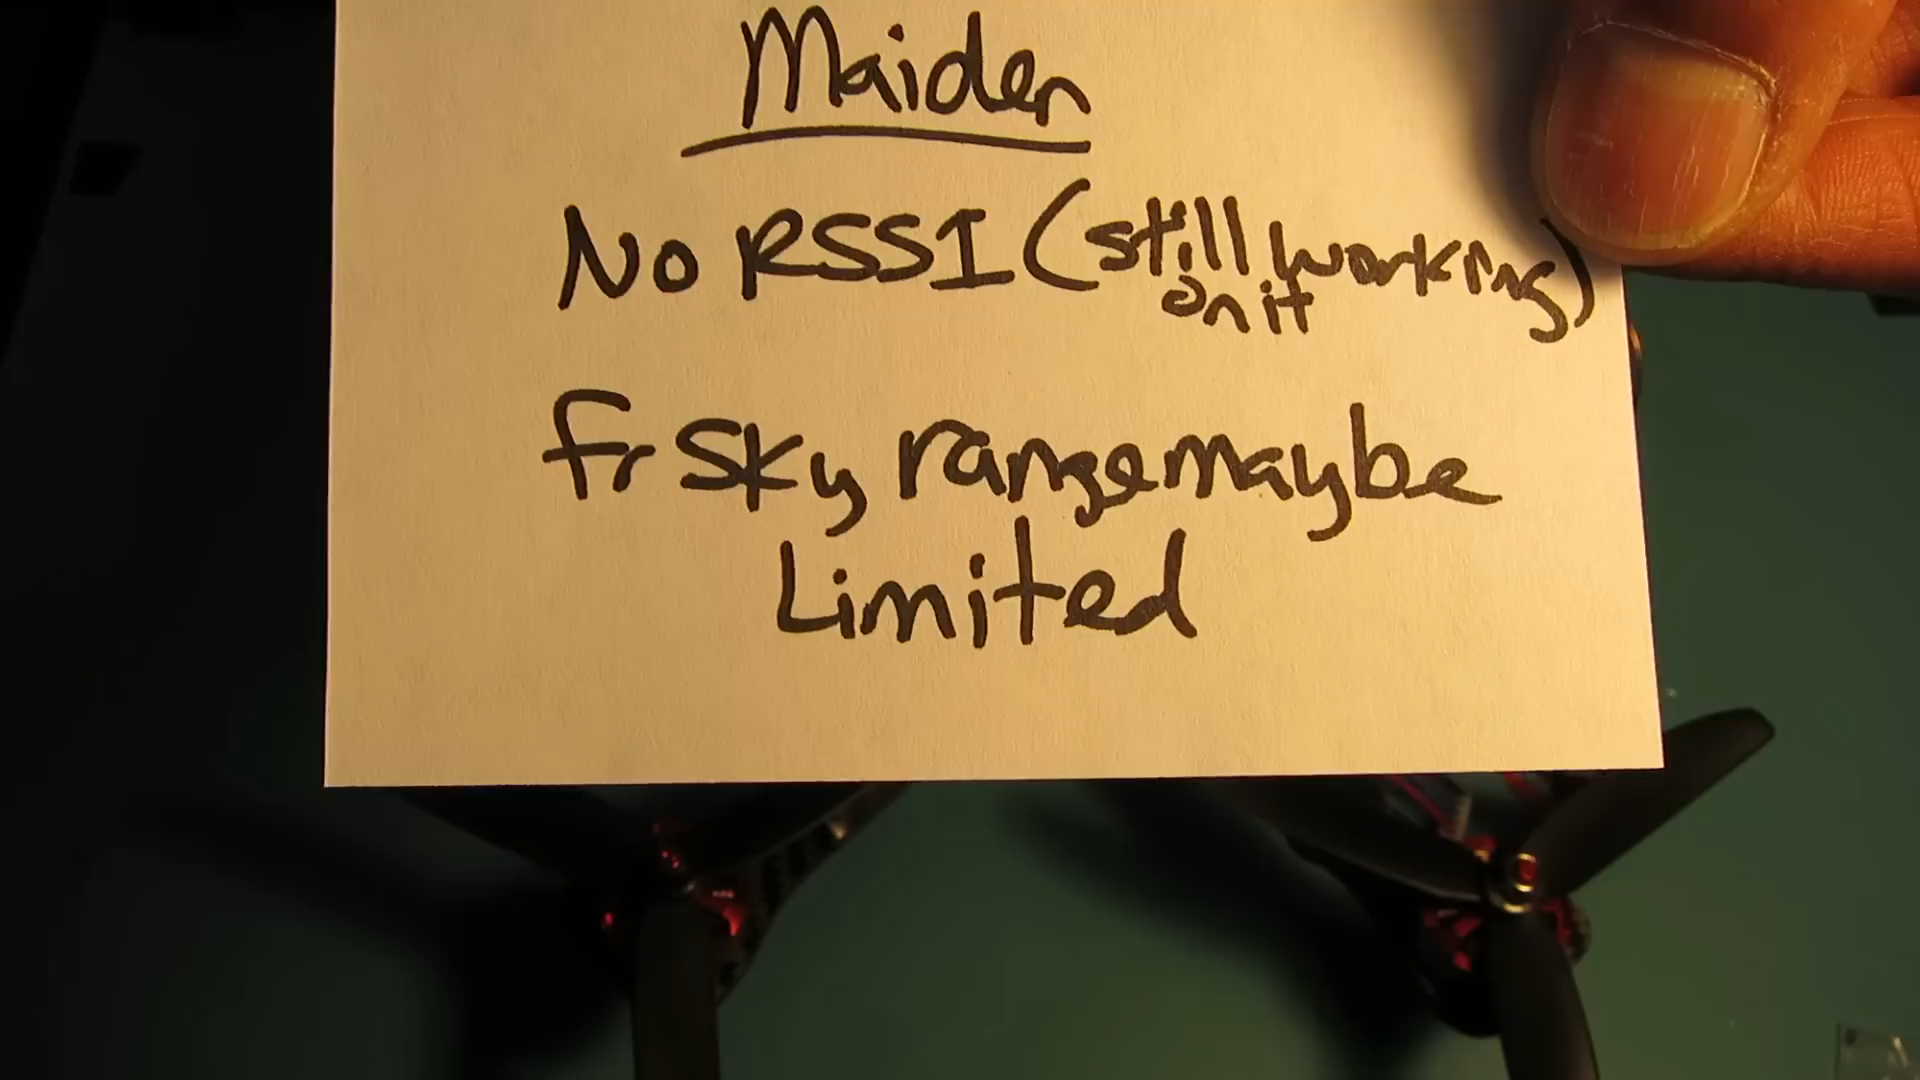 Maiden
No RSSI (still working)
on it
frSky range maybe
Limited